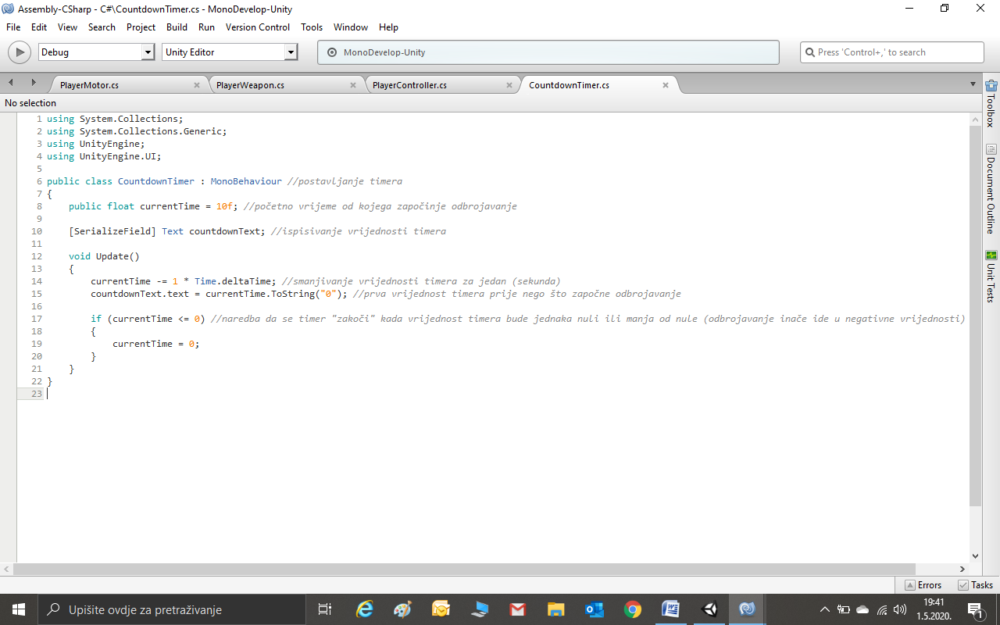 Assembly-CSharp - C#\CountdownTimer.cs - MonoDevelop-Unity
File Edit View Search Project Build Run Version Control Tools Window Help
Debug Unity Editor MonoDevelop-Unity Press 'Control+,' to search
PlayerMotor.cs PlayerWeapon.cs PlayerController.cs CountdownTimer.cs
No selection
1 using System.Collections;
2 using System.Collections.Generic;
3 using UnityEngine;
4 using UnityEngine.UI;
5
6 public class CountdownTimer : MonoBehaviour //postavljanje timera
7 {
8 public float currentTime = 10f; //početno vrijeme od kojega započinje odbrojavanje
9
10 [SerializeField] Text countdownText; //ispisivanje vrijednosti timera
11
12 void Update()
13 {
14 currentTime -= 1 * Time.deltaTime; //smanjivanje vrijednosti timera za jedan (sekunda)
15 countdownText.text = currentTime.ToString("0"); //prva vrijednost timera prije nego što započne odbrojavanje
16
17 if (currentTime <= 0) //naredba da se timer "zakoči" kada vrijednost timera bude jednaka nuli ili manja od nule (odbrojavanje inače ide u negativne vrijednosti)
18 {
19 currentTime = 0;
20 }
21 }
22 }
23
Toolbox
Document Outline
Unit Tests
Errors Tasks
Upišite ovdje za pretraživanje
19:41
1.5.2020.
1